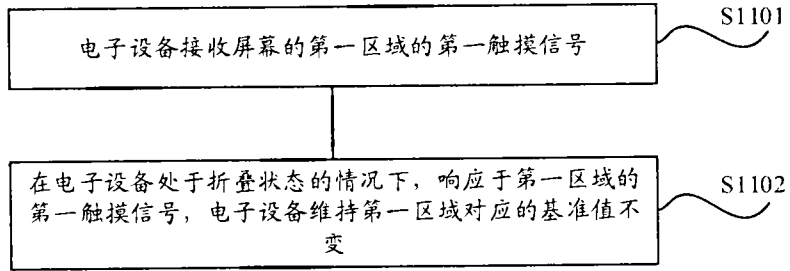 S1101
电子设备接收屏幕的第一区域的第一触摸信号
S1102
在电子设备处于折叠状态的情况下，响应于第一区域的
第一触摸信号，电子设备维持第一区域对应的基准值不
变